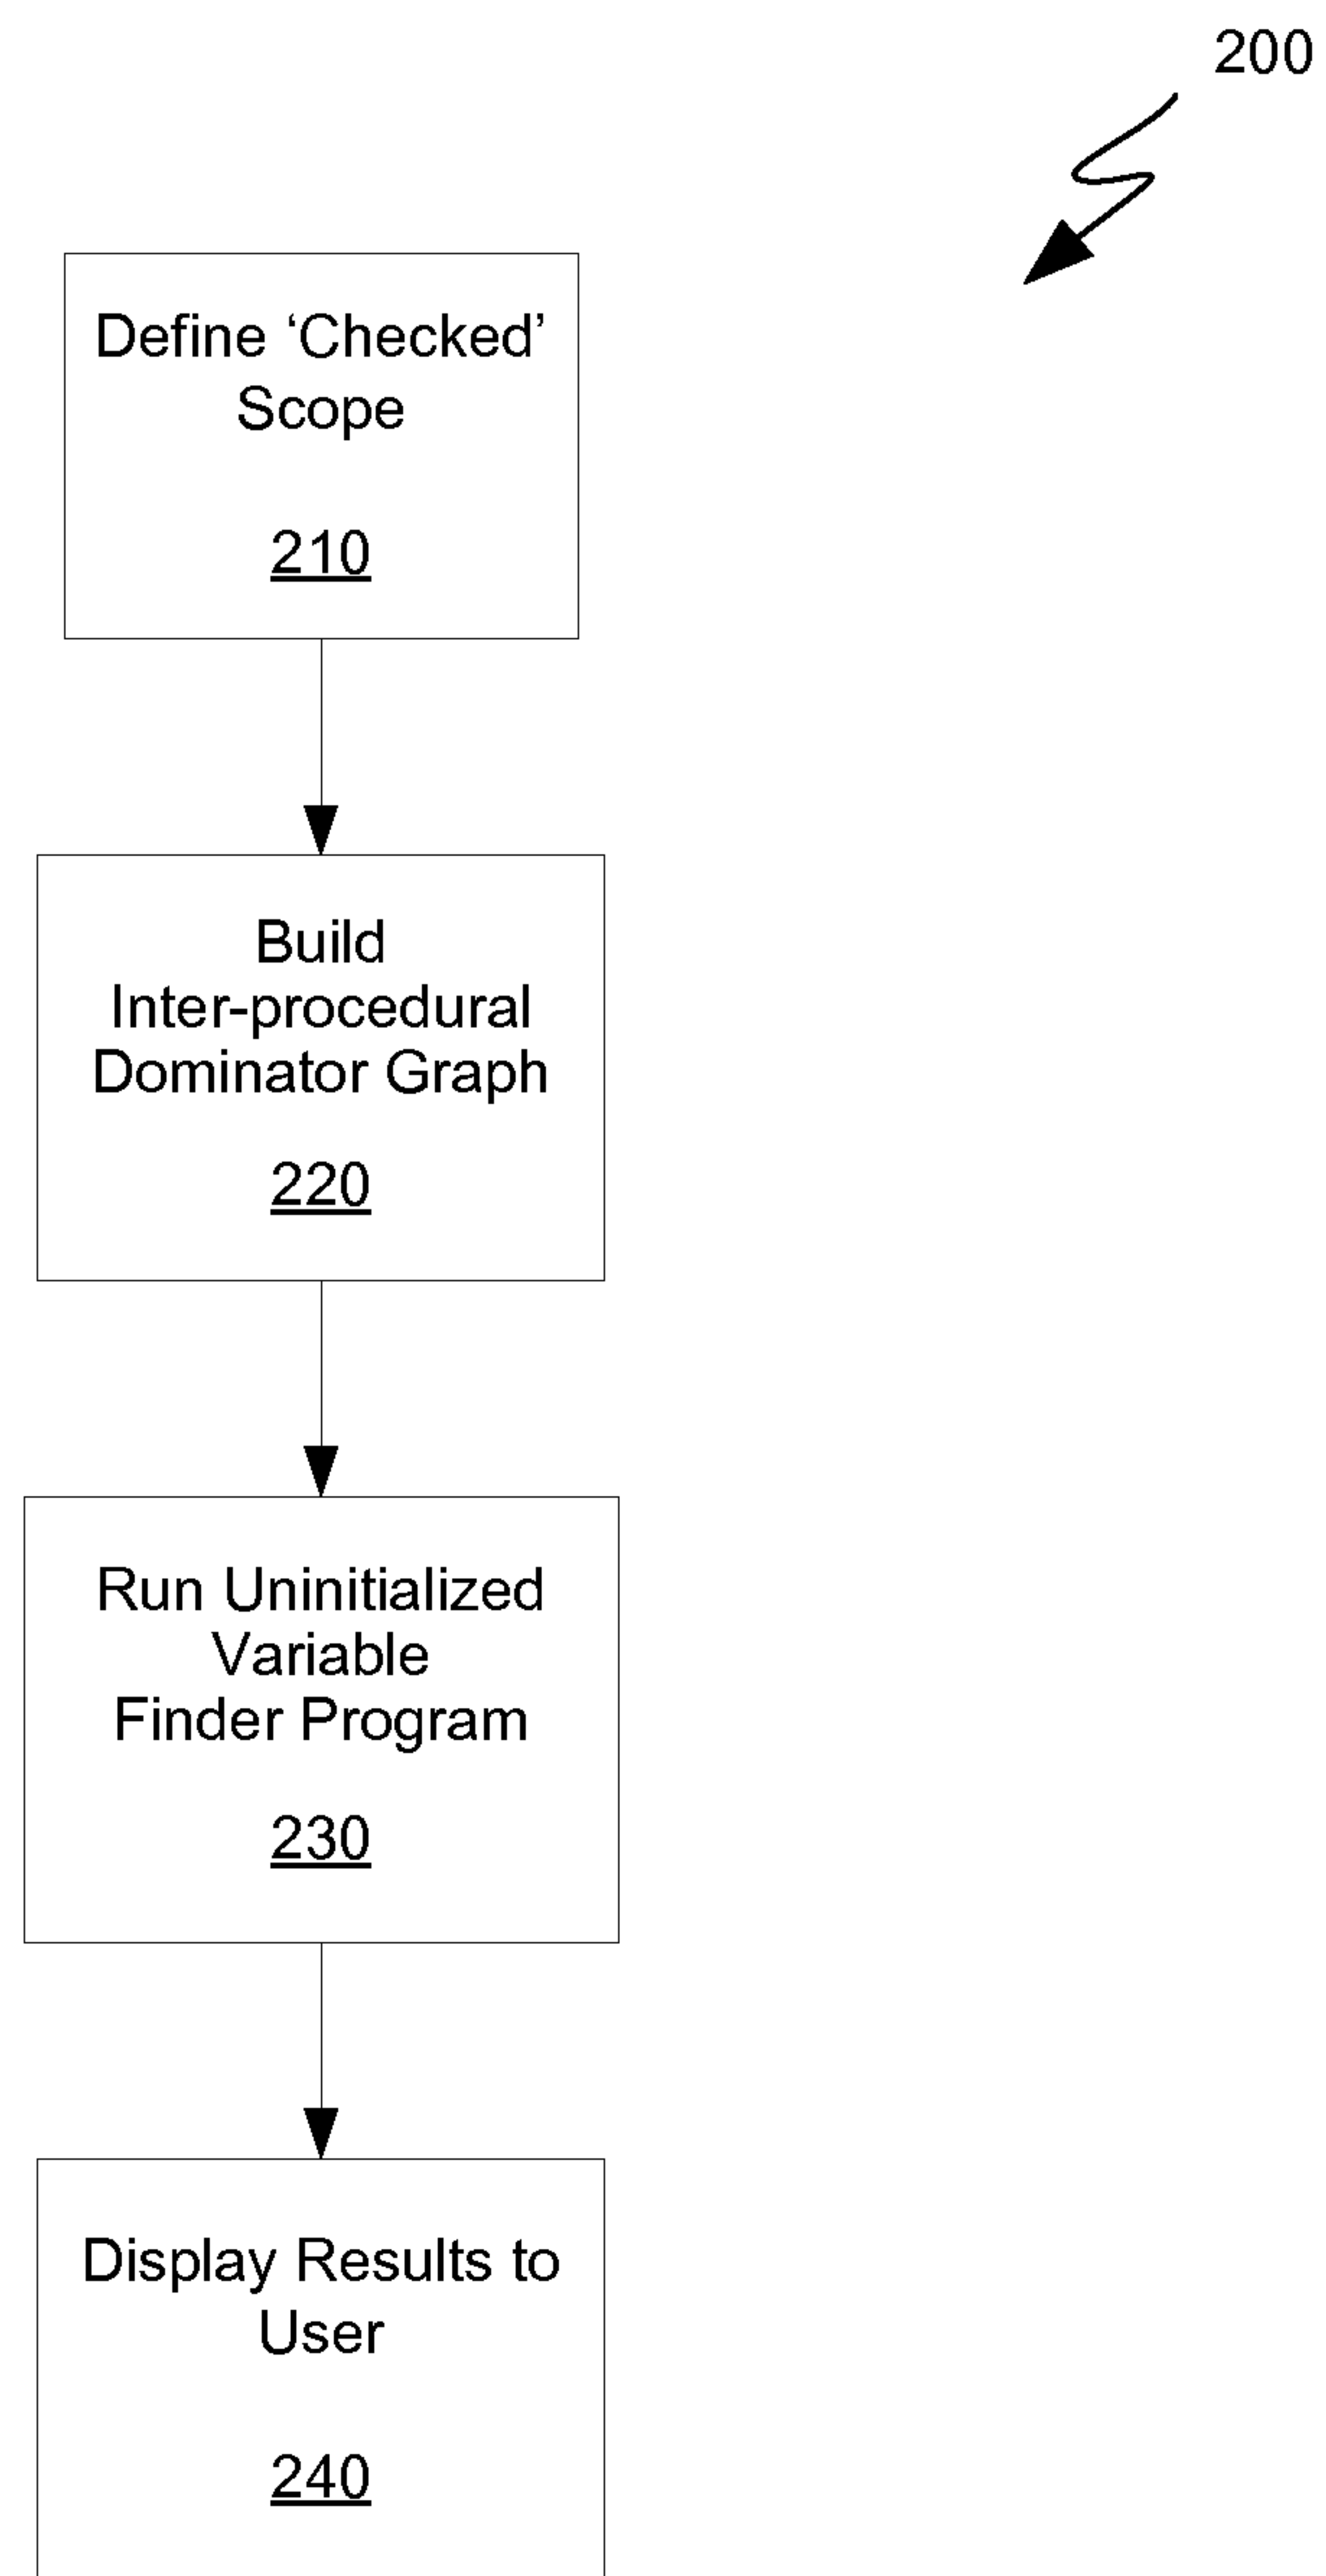 200
Define ‘Checked’
Scope
210
Build
Inter-procedural
Dominator Graph
220
Run Uninitialized
Variable
Finder Program
230
Display Results to
User
240